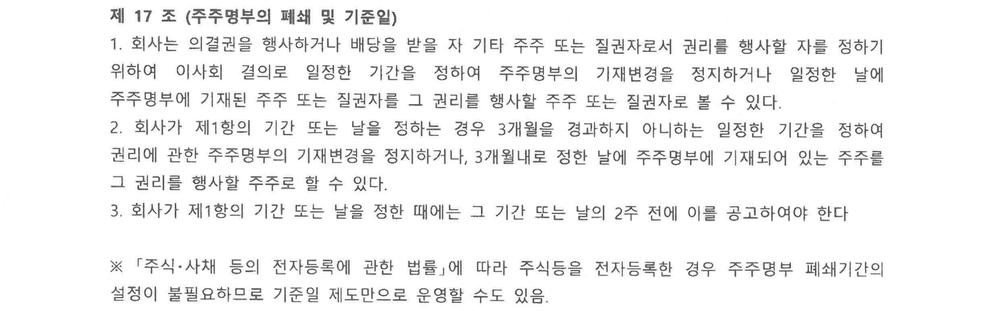 제 17 조 (주주명부의 폐쇄 및 기준일)
1. 회사는 의결권을 행사하거나 배당을 받을 자 기타 주주 또는 질권자로서 권리를 행사할 자를 정하기
위하여 이사회 결의로 일정한 기간을 정하여 주주명부의 기재변경을 정지하거나 일정한 날에
주주명부에 기재된 주주 또는 질권자를 그 권리를 행사할 주주 또는 질권자로 볼 수 있다.
2. 회사가 제1항의 기간 또는 날을 정하는 경우 3개월을 경과하지 아니하는 일정한 기간을 정하여
권리에 관한 주주명부의 기재변경을 정지하거나, 3개월내로 정한 날에 주주명부에 기재되어 있는 주주를
그 권리를 행사할 주주로 할 수 있다.
3. 회사가 제1항의 기간 또는 날을 정한 때에는 그 기간 또는 날의 2주 전에 이를 공고하여야 한다
※ 「주식·사채 등의 전자등록에 관한 법률」에 따라 주식등을 전자등록한 경우 주주명부 폐쇄기간의
설정이 불필요하므로 기준일 제도만으로 운영할 수도 있음.